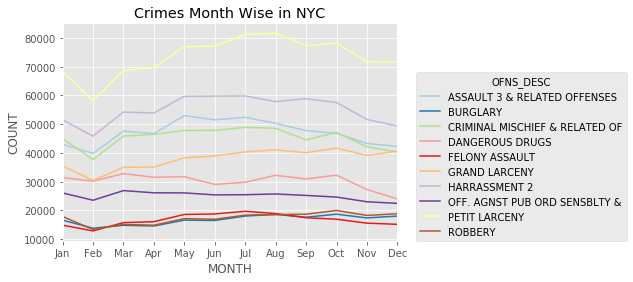 Crimes Month Wise in NYC
80000
70000
60000
50000
40000
30000
20000
10000
COUNT
Jan Feb Mar Apr May Jun Jul Aug Sep Oct Nov Dec
MONTH
OFNS_DESC
ASSAULT 3 & RELATED OFFENSES
BURGLARY
CRIMINAL MISCHIEF & RELATED OF
DANGEROUS DRUGS
FELONY ASSAULT
GRAND LARCENY
HARRASSMENT 2
OFF. AGNST PUB ORD SENSBLTY &
PETIT LARCENY
ROBBERY